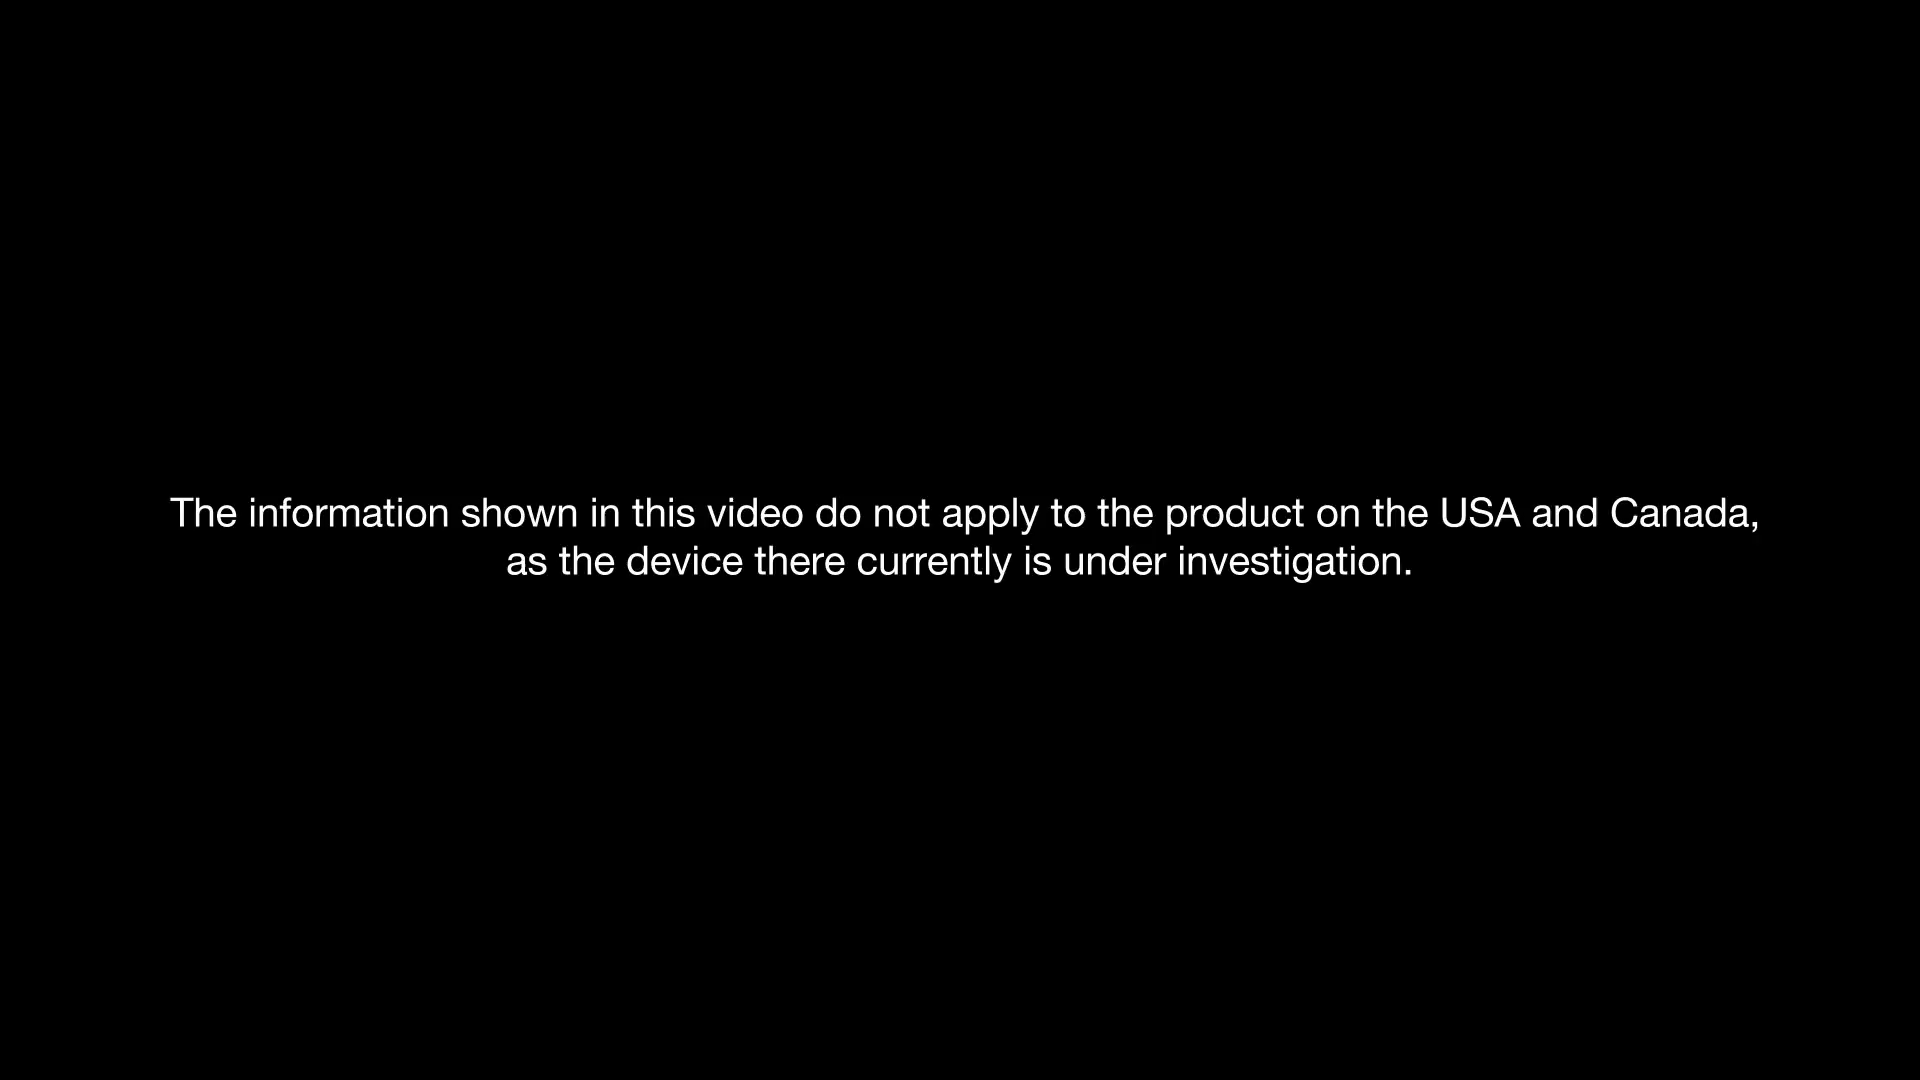 The information shown in this video do not apply to the product on the USA and Canada,
as the device there currently is under investigation.